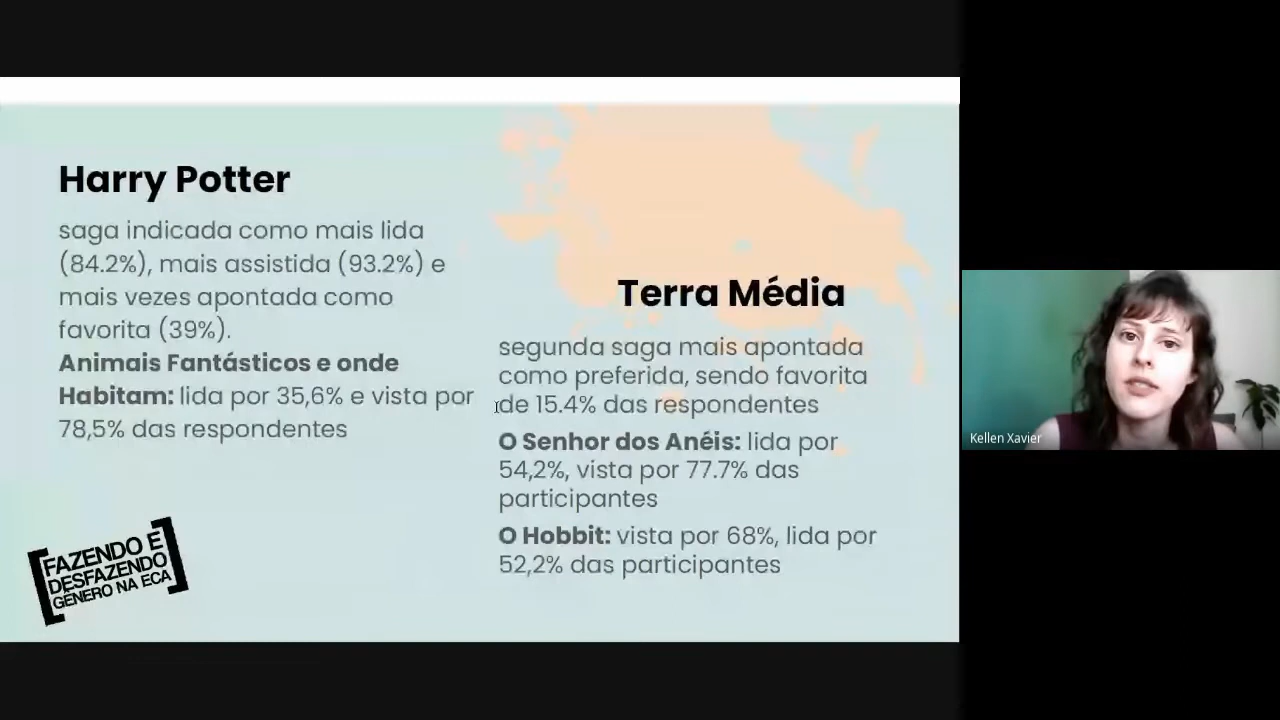 Harry Potter
saga indicada como mais lida
(84.2%), mais assistida (93.2%) e
mais vezes apontada como
favorita (39%).
Animais Fantásticos e onde
Habitam: lida por 35,6% e vista por
78,5% das respondentes
Terra Média
segunda saga mais apontada
como preferida, sendo favorita
de 15.4% das respondentes
O Senhor dos Anéis: lida por
54,2%, vista por 77.7% das
participantes
O Hobbit: vista por 68%, lida por
52,2% das participantes
FAZENDO E
DESFAZENDO
GÊNERO NA ECA
Kellen Xavier